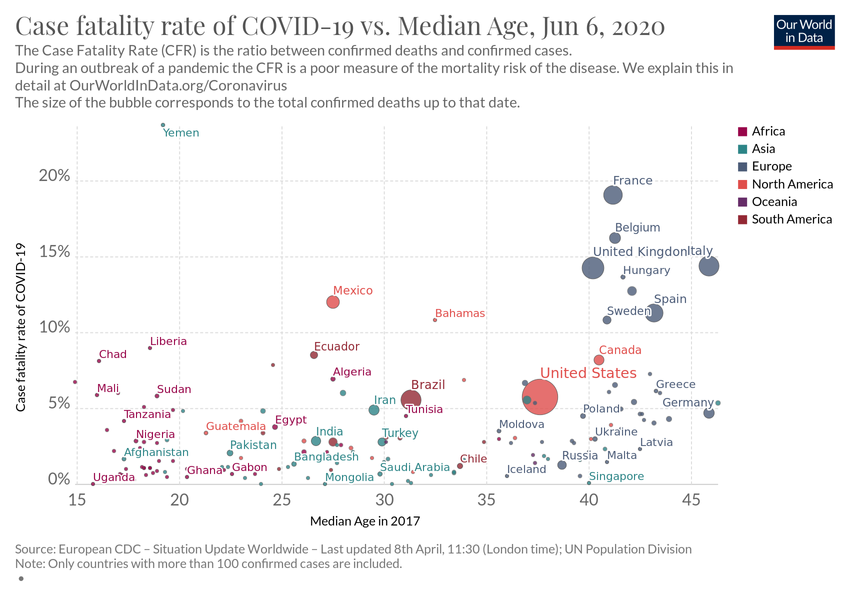 Case fatality rate of COVID-19 vs. Median Age, Jun 6, 2020
Our World
in Data
The Case Fatality Rate (CFR) is the ratio between confirmed deaths and confirmed cases.
During an outbreak of a pandemic the CFR is a poor measure of the mortality risk of the disease. We explain this in
detail at OurWorldInData.org/Coronavirus
The size of the bubble corresponds to the total confirmed deaths up to that date.
Yemen
Africa
Asia
Europe
North America
Oceania
South America
20%
France
Belgium
15%
United Kingdom
Italy
Hungary
Mexico
Spain
Bahamas
Sweden
10%
Liberia
Chad
Ecuador
Canada
Algeria
United States
Mali
Sudan
Brazil
Greece
Iran
Germany
5%
Tunisia
Poland
Tanzania
Egypt
Moldova
Guatemala
India
Turkey
Ukraine
Nigeria
Latvia
Pakistan
Afghanistan
Bangladesh
Russia
Malta
Chile
Ghana
Gabon
Saudi Arabia
Iceland
Uganda
Mongolia
Singapore
0%
15
20
25
30
35
40
45
Case fatality rate of COVID-19
Median Age in 2017
Source: European CDC – Situation Update Worldwide – Last updated 8th April, 11:30 (London time); UN Population Division
Note: Only countries with more than 100 confirmed cases are included.